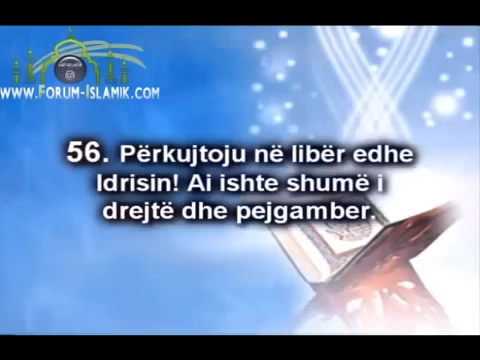 www.Forum-Islamik.com
56. Përkujtoju në libër edhe
Idrisin! Ai ishte shumë i
drejtë dhe pejgamber.